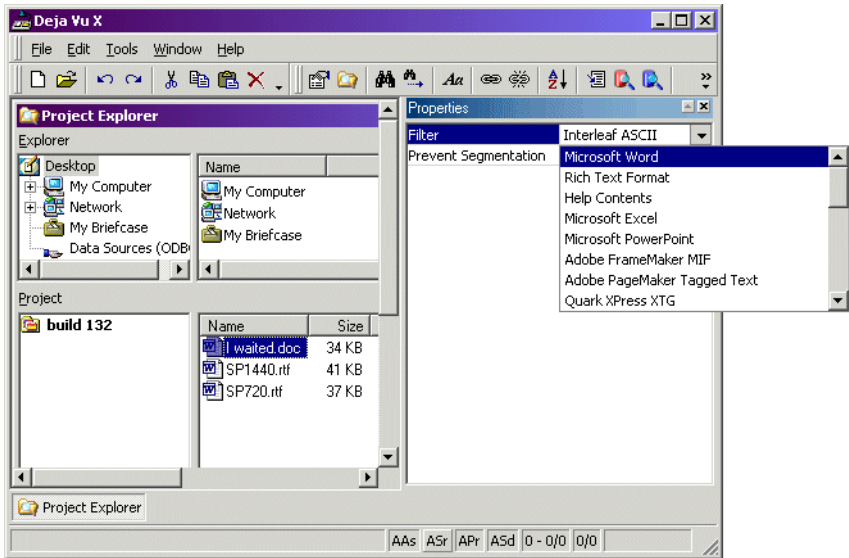 Deja Vu X
File Edit Tools Window Help
Aa
Project Explorer
Explorer
Desktop
My Computer
Network
My Briefcase
Data Sources (ODB
Name
My Computer
Network
My Briefcase
Project
build 132
Name Size
I waited.doc 34 KB
SP1440.rtf 41 KB
SP720.rtf 37 KB
Properties
Filter Interleaf ASCII
Prevent Segmentation
Microsoft Word
Rich Text Format
Help Contents
Microsoft Excel
Microsoft PowerPoint
Adobe FrameMaker MIF
Adobe PageMaker Tagged Text
Quark XPress XTG
Project Explorer
AAs ASr APr ASd 0 - 0/0 0/0